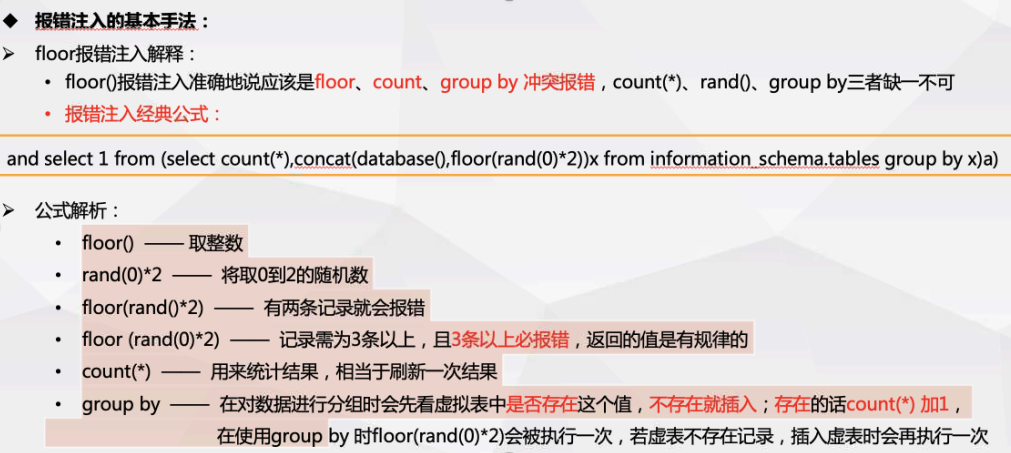 ◆ 报错注入的基本手法：
➢ floor报错注入解释：
• floor()报错注入准确地说应该是floor、count、group by 冲突报错，count(*)、rand()、group by三者缺一不可
• 报错注入经典公式：
and select 1 from (select count(*),concat(database(),floor(rand(0)*2))x from information_schema.tables group by x)a)
➢ 公式解析：
• floor() —— 取整数
• rand(0)*2 —— 将取0到2的随机数
• floor(rand()*2) —— 有两条记录就会报错
• floor (rand(0)*2) —— 记录需为3条以上，且3条以上必报错，返回的值是有规律的
• count(*) —— 用来统计结果，相当于刷新一次结果
• group by —— 在对数据进行分组时会先看虚拟表中是否存在这个值，不存在就插入；存在的话count(*) 加1，
在使用group by 时floor(rand(0)*2)会被执行一次，若虚表不存在记录，插入虚表时会再执行一次